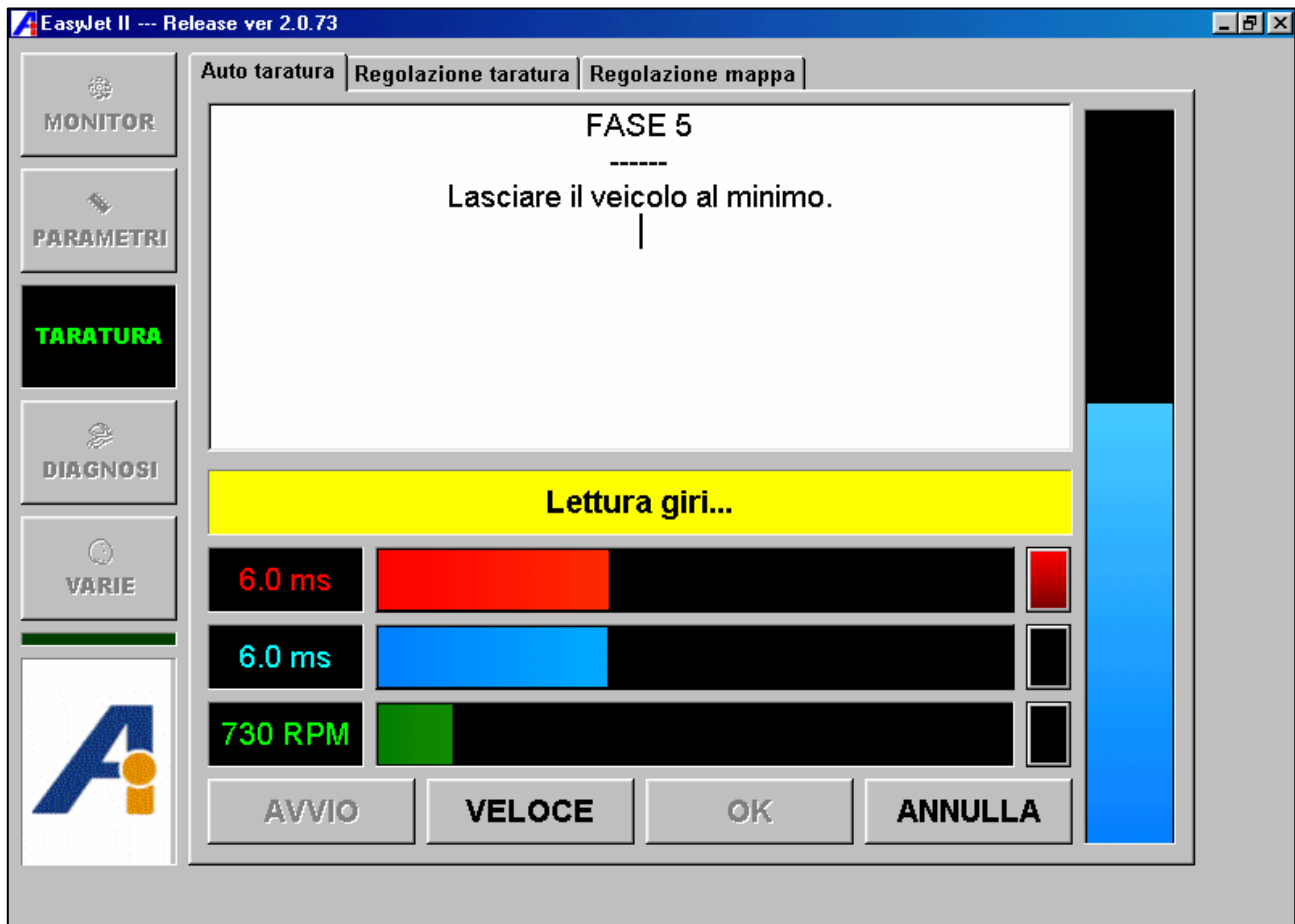 EasyJet II --- Release ver 2.0.73
MONITOR
PARAMETRI
TARATURA
DIAGNOSI
VARIE
Auto taratura
Regolazione taratura
Regolazione mappa
FASE 5
------
Lasciare il veicolo al minimo.
Lettura giri...
6.0 ms
6.0 ms
730 RPM
AVVIO
VELOCE
OK
ANNULLA